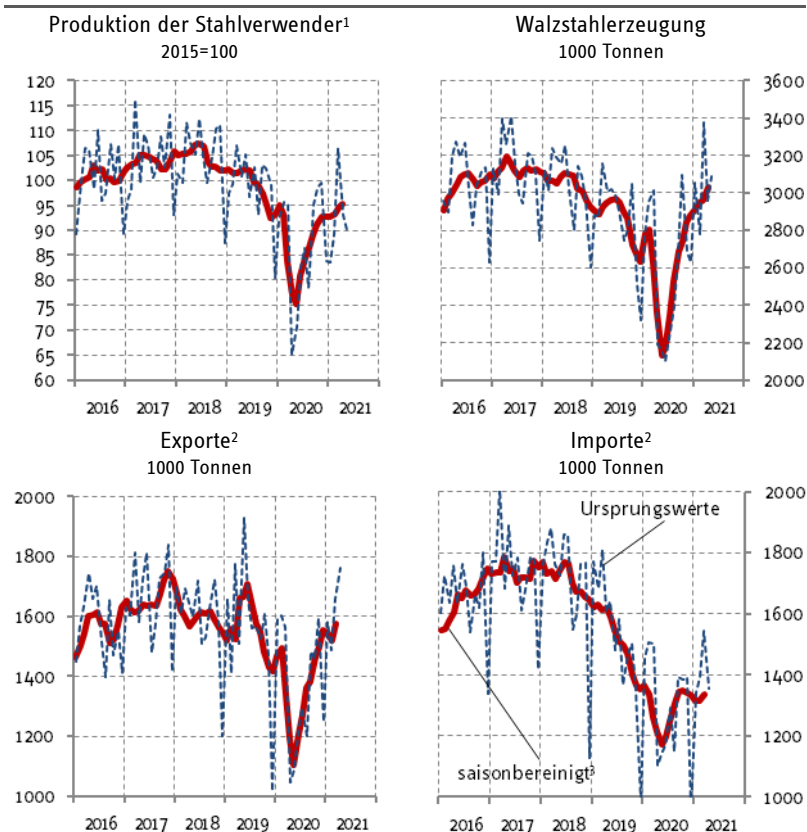 Produktion der Stahlverwender¹
2015=100
120
115
110
105
100
95
90
85
80
75
70
65
60
2016 2017 2018 2019 2020 2021
Walzstahlerzeugung
1000 Tonnen
3600
3400
3200
3000
2800
2600
2400
2200
2000
2016 2017 2018 2019 2020 2021
Exporte²
1000 Tonnen
2000
1800
1600
1400
1200
1000
2016 2017 2018 2019 2020 2021
Importe²
1000 Tonnen
Ursprungswerte
saisonbereinigt³
2000
1800
1600
1400
1200
1000
2016 2017 2018 2019 2020 2021